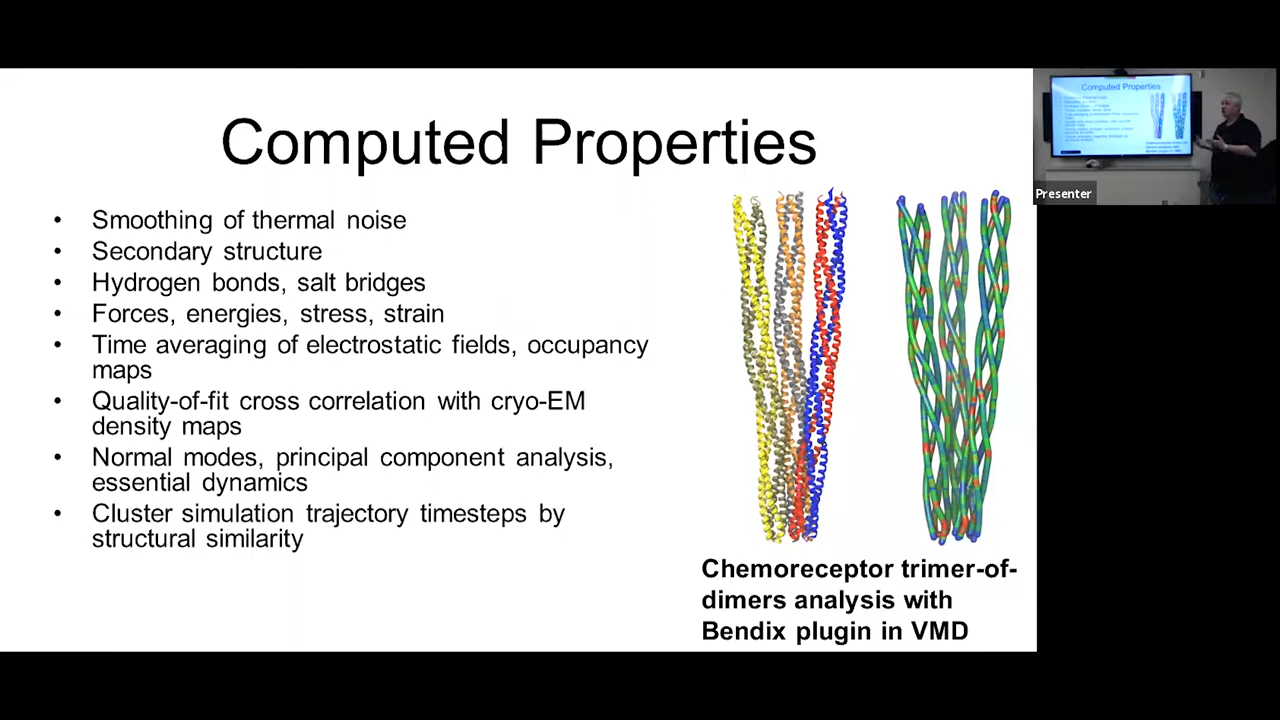 Computed Properties
• Smoothing of thermal noise
• Secondary structure
• Hydrogen bonds, salt bridges
• Forces, energies, stress, strain
• Time averaging of electrostatic fields, occupancy
maps
• Quality-of-fit cross correlation with cryo-EM
density maps
• Normal modes, principal component analysis,
essential dynamics
• Cluster simulation trajectory timesteps by
structural similarity
Chemoreceptor trimer-of-
dimers analysis with
Bendix plugin in VMD
Computed Properties
Presenter